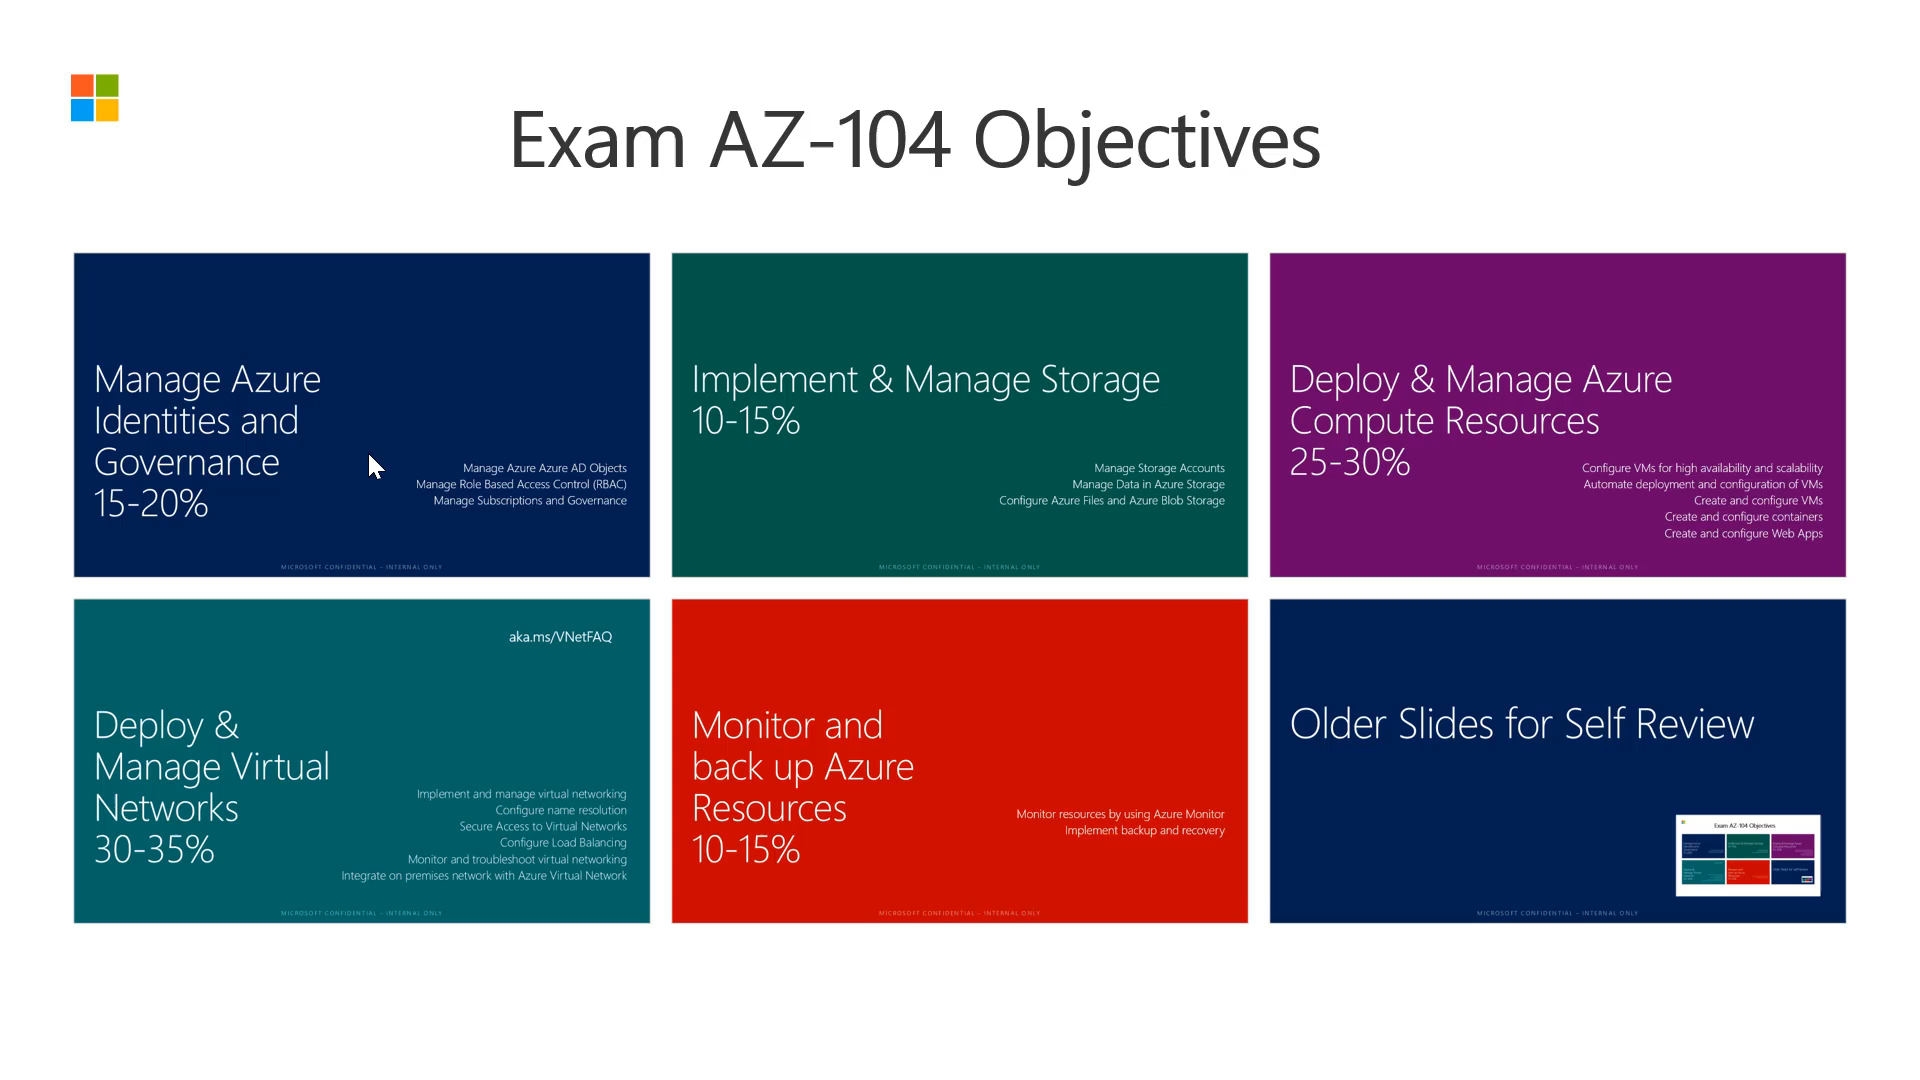 Exam AZ-104 Objectives
Manage Azure
Identities and
Governance
15-20%
Manage Azure Azure AD Objects
Manage Role Based Access Control (RBAC)
Manage Subscriptions and Governance
MICROSOFT CONFIDENTIAL – INTERNAL ONLY
Implement & Manage Storage
10-15%
Manage Storage Accounts
Manage Data in Azure Storage
Configure Azure Files and Azure Blob Storage
MICROSOFT CONFIDENTIAL – INTERNAL ONLY
Deploy & Manage Azure
Compute Resources
25-30%
Configure VMs for high availability and scalability
Automate deployment and configuration of VMs
Create and configure VMs
Create and configure containers
Create and configure Web Apps
MICROSOFT CONFIDENTIAL – INTERNAL ONLY
aka.ms/VNetFAQ
Deploy &
Manage Virtual
Networks
30-35%
Implement and manage virtual networking
Configure name resolution
Secure Access to Virtual Networks
Configure Load Balancing
Monitor and troubleshoot virtual networking
Integrate on premises network with Azure Virtual Network
MICROSOFT CONFIDENTIAL – INTERNAL ONLY
Monitor and
back up Azure
Resources
10-15%
Monitor resources by using Azure Monitor
Implement backup and recovery
MICROSOFT CONFIDENTIAL – INTERNAL ONLY
Older Slides for Self Review
Exam AZ-104 Objectives
MICROSOFT CONFIDENTIAL – INTERNAL ONLY